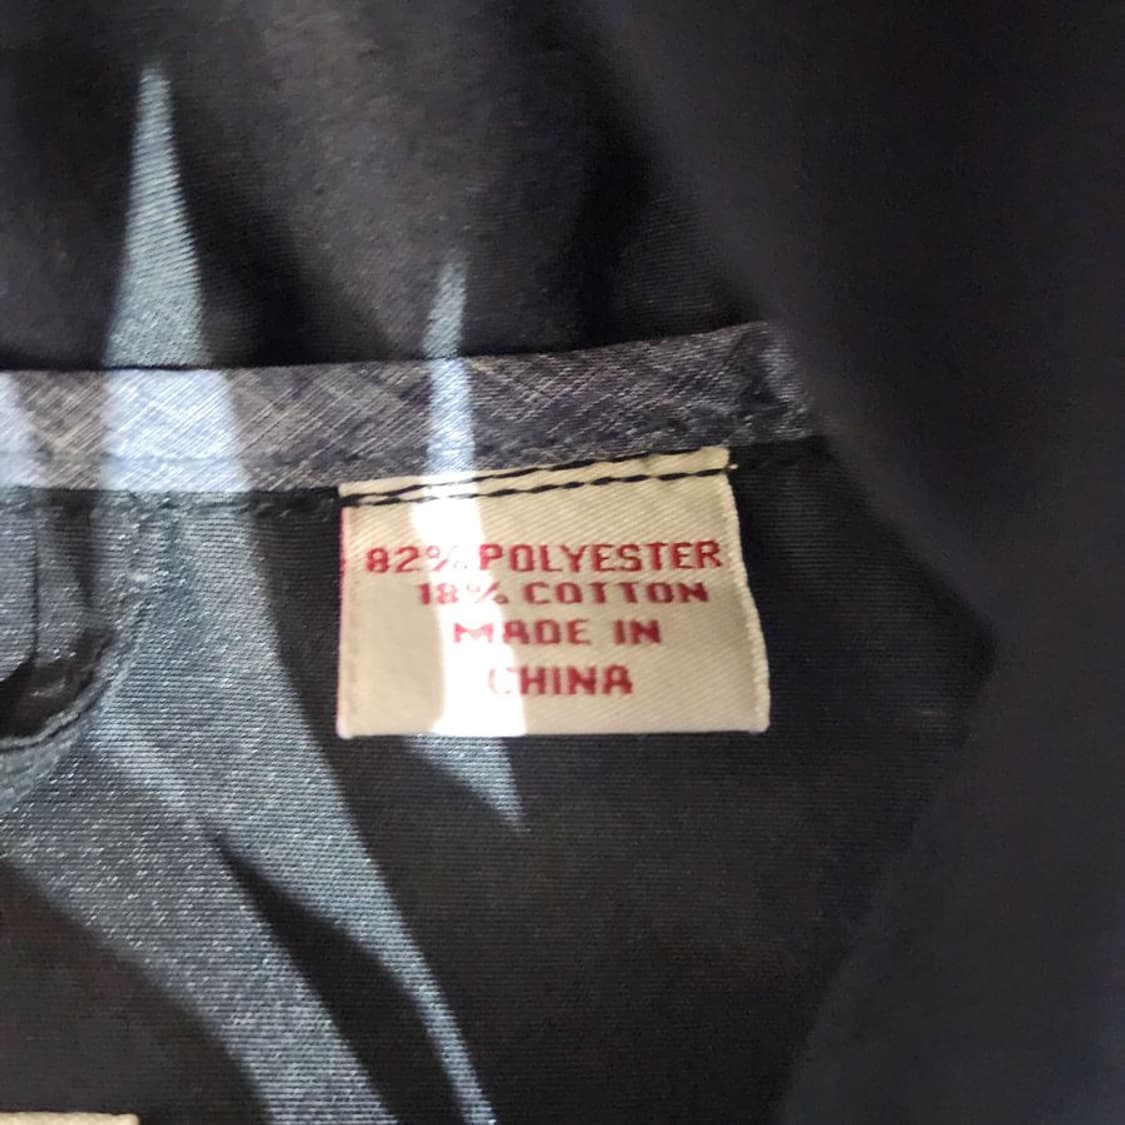 82% POLYESTER
18% COTTON
MADE IN
CHINA